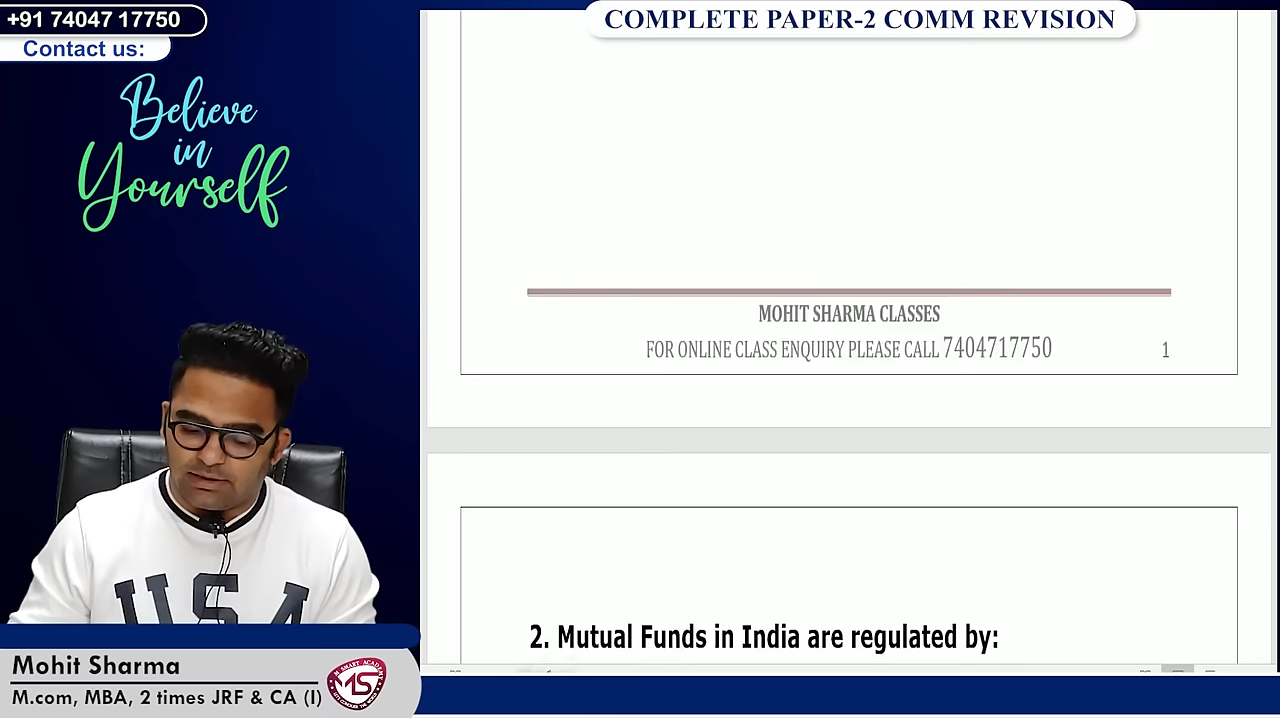 +91 74047 17750
Contact us:
COMPLETE PAPER-2 COMM REVISION
Believe
in
Yourself
MOHIT SHARMA CLASSES
FOR ONLINE CLASS ENQUIRY PLEASE CALL 7404717750 1
2. Mutual Funds in India are regulated by:
USA
Mohit Sharma
M.com, MBA, 2 times JRF & CA (I)
MS